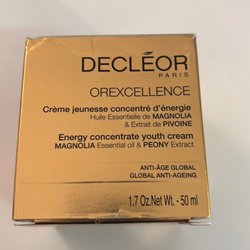 DECLÉOR
PARIS
OREXCELLENCE
Crème jeunesse concentré d'énergie
Huile Essentielle de MAGNOLIA
& Extrait de PIVOINE
Energy concentrate youth cream
MAGNOLIA Essential oil & PEONY Extract
ANTI-ÂGE GLOBAL
GLOBAL ANTI-AGEING
1.7 Oz.Net Wt. - 50 ml